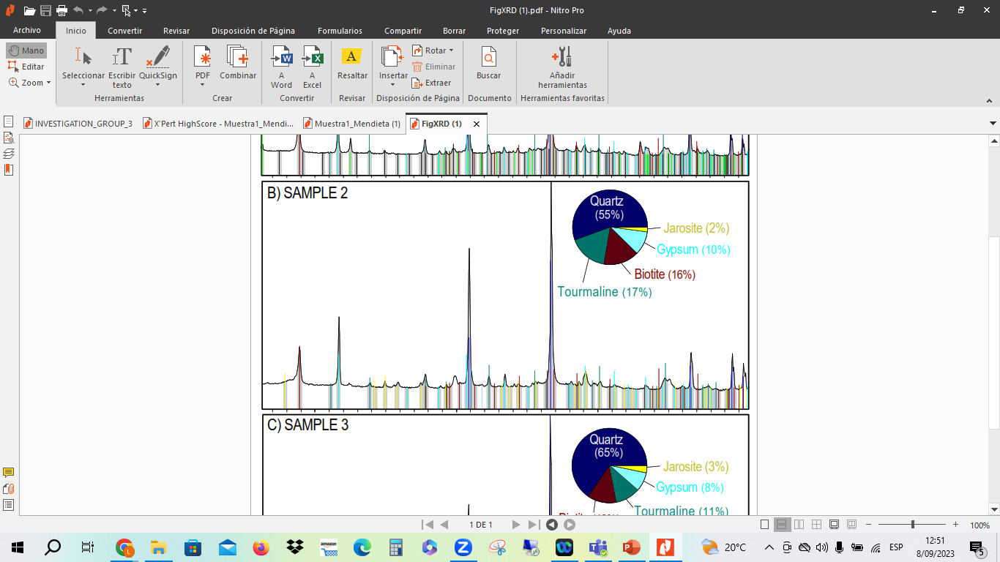 FigXRD (1).pdf - Nitro Pro
Archivo Inicio Convertir Revisar Disposición de Página Formularios Compartir Borrar Proteger Personalizar Ayuda
Mano
Editar
Zoom
Seleccionar Escribir texto QuickSign
Herramientas
PDF Combinar
Crear
A Word A Excel
Convertir
Resaltar
Revisar
Insertar Rotar Eliminar Extraer
Disposición de Página
Buscar
Documento
Añadir herramientas
Herramientas favoritas
INVESTIGATION_GROUP_3 X'Pert HighScore - Muestra1_Mendi... Muestra1_Mendieta (1) FigXRD (1)
B) SAMPLE 2
Quartz
(55%)
Jarosite (2%)
Gypsum (10%)
Biotite (16%)
Tourmaline (17%)
C) SAMPLE 3
Quartz
(65%)
Jarosite (3%)
Gypsum (8%)
Tourmaline (11%)
1 DE 1
100%
20°C
ESP
12:51
8/09/2023
5